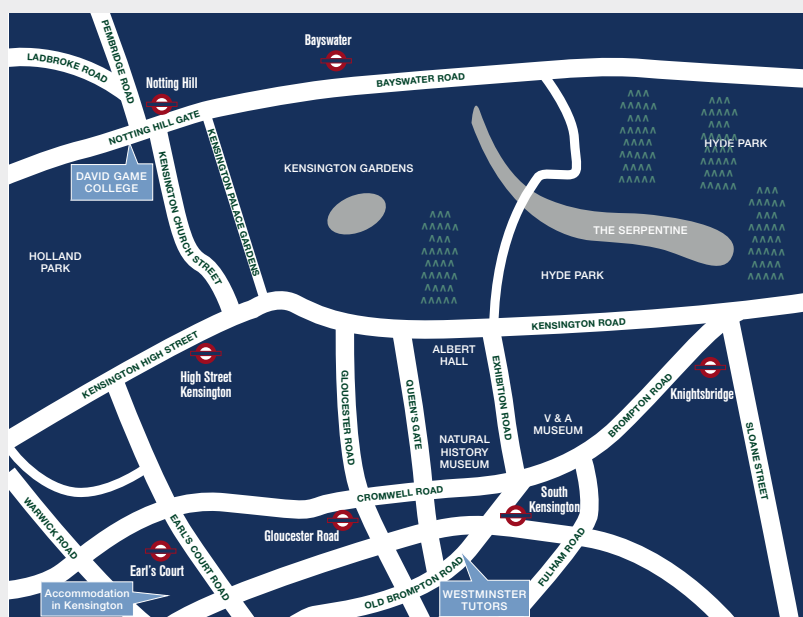 PEMBRIDGE ROAD
LADBROKE ROAD
Bayswater
BAYSWATER ROAD
Notting Hill
NOTTING HILL GATE
HYDE PARK
DAVID GAME
COLLEGE
KENSINGTON CHURCH STREET
KENSINGTON PALACE GARDENS
KENSINGTON GARDENS
THE SERPENTINE
HOLLAND
PARK
HYDE PARK
KENSINGTON ROAD
KENSINGTON HIGH STREET
High Street
Kensington
ALBERT
HALL
GLOUCESTER ROAD
QUEEN'S GATE
EXHIBITION ROAD
BROMPTON ROAD
Knightsbridge
V & A
MUSEUM
NATURAL
HISTORY
MUSEUM
SLOANE STREET
CROMWELL ROAD
South
Kensington
WARWICK ROAD
EARL'S COURT ROAD
Gloucester Road
Earl's Court
FULHAM ROAD
OLD BROMPTON ROAD
Accommodation
in Kensington
WESTMINSTER
TUTORS